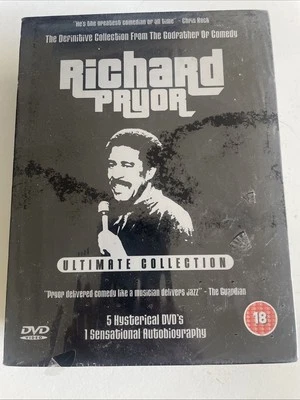 "He's the greatest comedian of all time" - Chris Rock
The Definitive Collection From The Godfather Of Comedy
Richard
PRYOR
ULTIMATE COLLECTION
"Pryor delivered comedy like a musician delivers jazz" - The Guardian
5 Hysterical DVD's
1 Sensational Autobiography
DVD
VIDEO
18